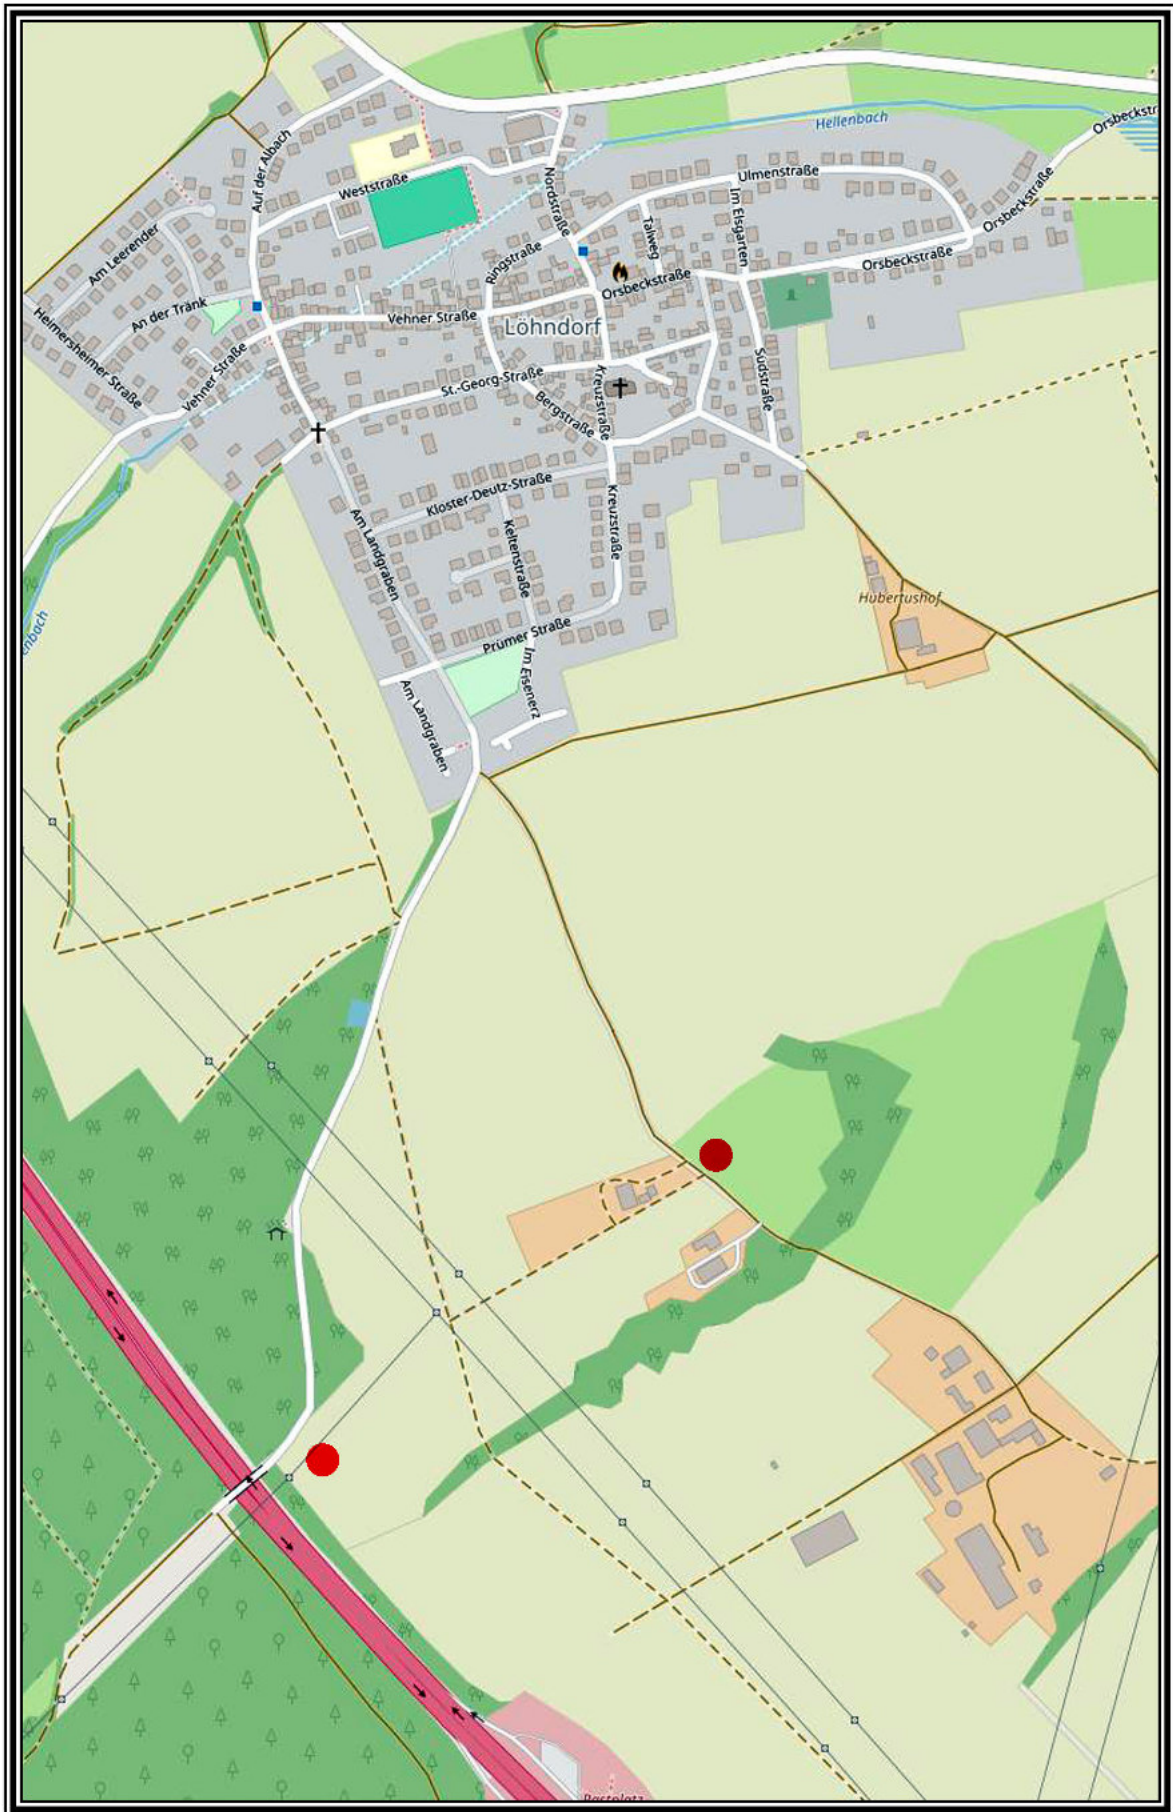 Hellenbach
Orsbeckstr
Auf der Albach
Weststraße
Nordstraße
Ulmenstraße
Im Elsgarten
Talweg
Orsbeckstraße
Am Leerender
Ringstraße
Orsbeckstraße
Orsbeckstraße
An der Tränk
Vehner Straße
Löhndorf
Heimersheimer Straße
Vehner Straße
St.-Georg-Straße
Kreuzstraße
Südstraße
Bergstraße
Kloster-Deutz-Straße
Kreuzstraße
Am Landgraben
Keltenstraße
Hubertushof
enbach
Prümer Straße
Im Eisenerz
Am Landgraben
Rastplatz